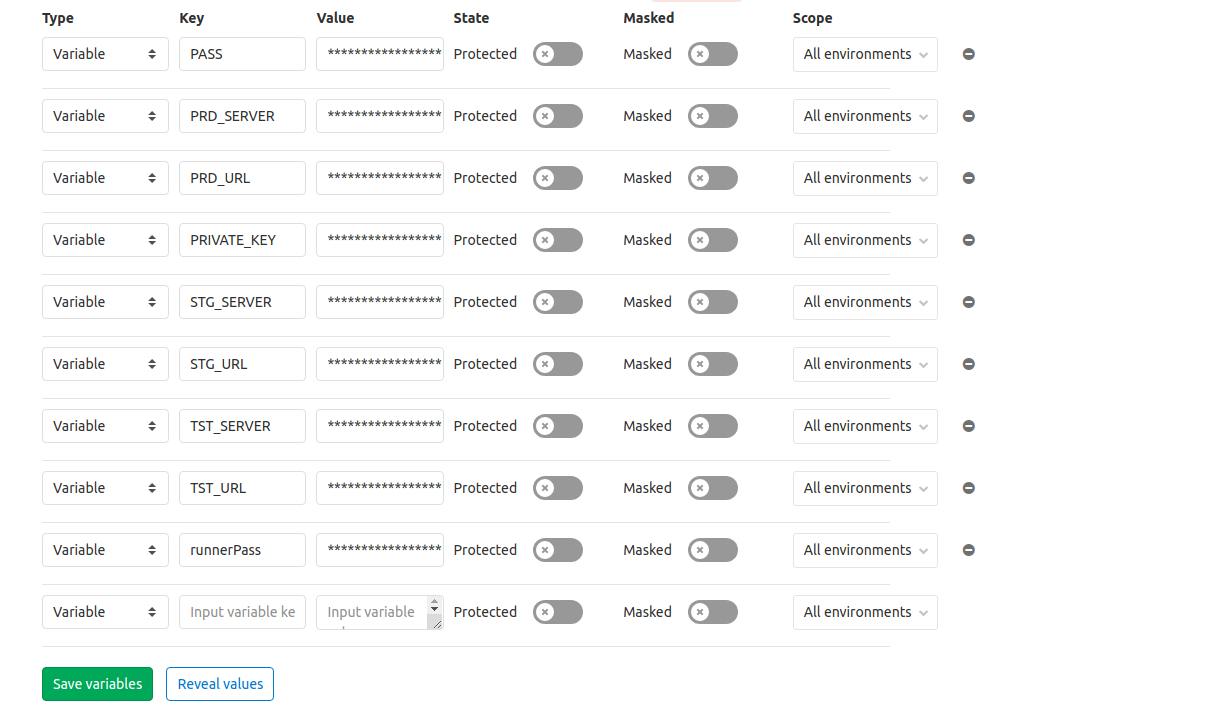 Type Key Value State Masked Scope
Variable PASS ***************** Protected Masked All environments
Variable PRD_SERVER ***************** Protected Masked All environments
Variable PRD_URL ***************** Protected Masked All environments
Variable PRIVATE_KEY ***************** Protected Masked All environments
Variable STG_SERVER ***************** Protected Masked All environments
Variable STG_URL ***************** Protected Masked All environments
Variable TST_SERVER ***************** Protected Masked All environments
Variable TST_URL ***************** Protected Masked All environments
Variable runnerPass ***************** Protected Masked All environments
Variable Input variable ke Input variable Protected Masked All environments
Save variables Reveal values